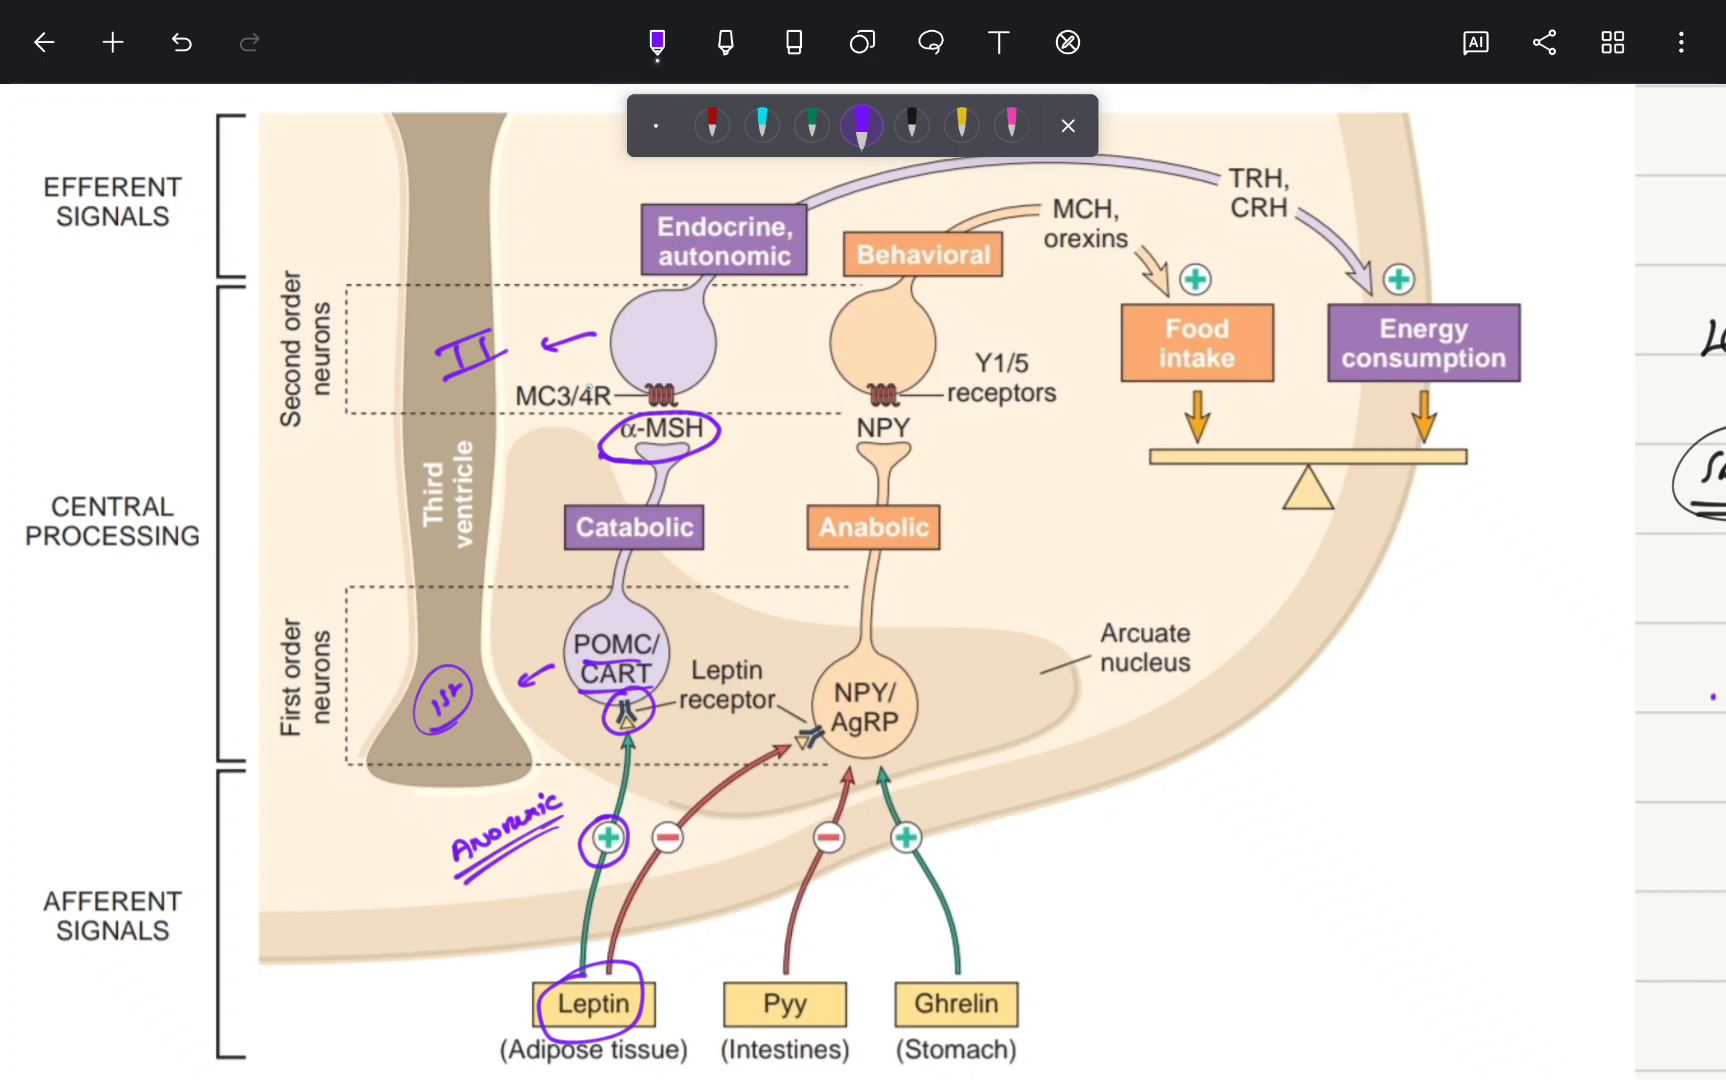 AI
EFFERENT
SIGNALS
TRH,
CRH
MCH,
orexins
Endocrine,
autonomic
Behavioral
Second order
neurons
II
MC3/4R
Y1/5
receptors
Food
intake
Energy
consumption
α-MSH
NPY
CENTRAL
PROCESSING
Third
ventricle
Catabolic
Anabolic
First order
neurons
1st
POMC/
CART
Leptin
receptor
NPY/
AgRP
Arcuate
nucleus
Anorexic
AFFERENT
SIGNALS
Leptin
Pyy
Ghrelin
(Adipose tissue)
(Intestines)
(Stomach)